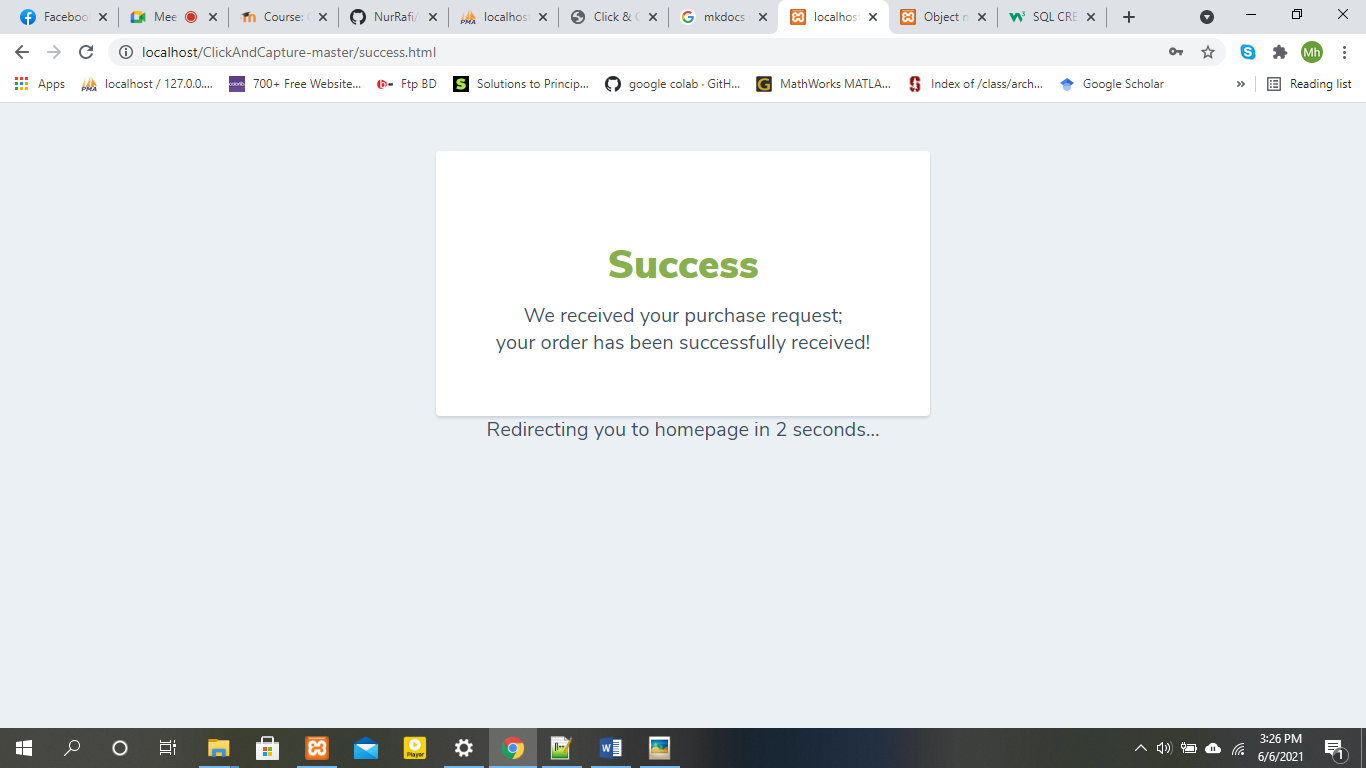 Facebo
Mee
Course:
NurRafi/
localhos
Click &
mkdocs
localhos
Object
SQL CRE
localhost/ClickAndCapture-master/success.html
Mh
Apps
PMA
localhost / 127.0.0....
700+ Free Website...
Ftp BD
Solutions to Princip...
google colab · GitH...
MathWorks MATLA...
Index of /class/arch...
Google Scholar
»
Reading list
Success
We received your purchase request;
your order has been successfully received!
Redirecting you to homepage in 2 seconds...
Player
3:26 PM
6/6/2021
1